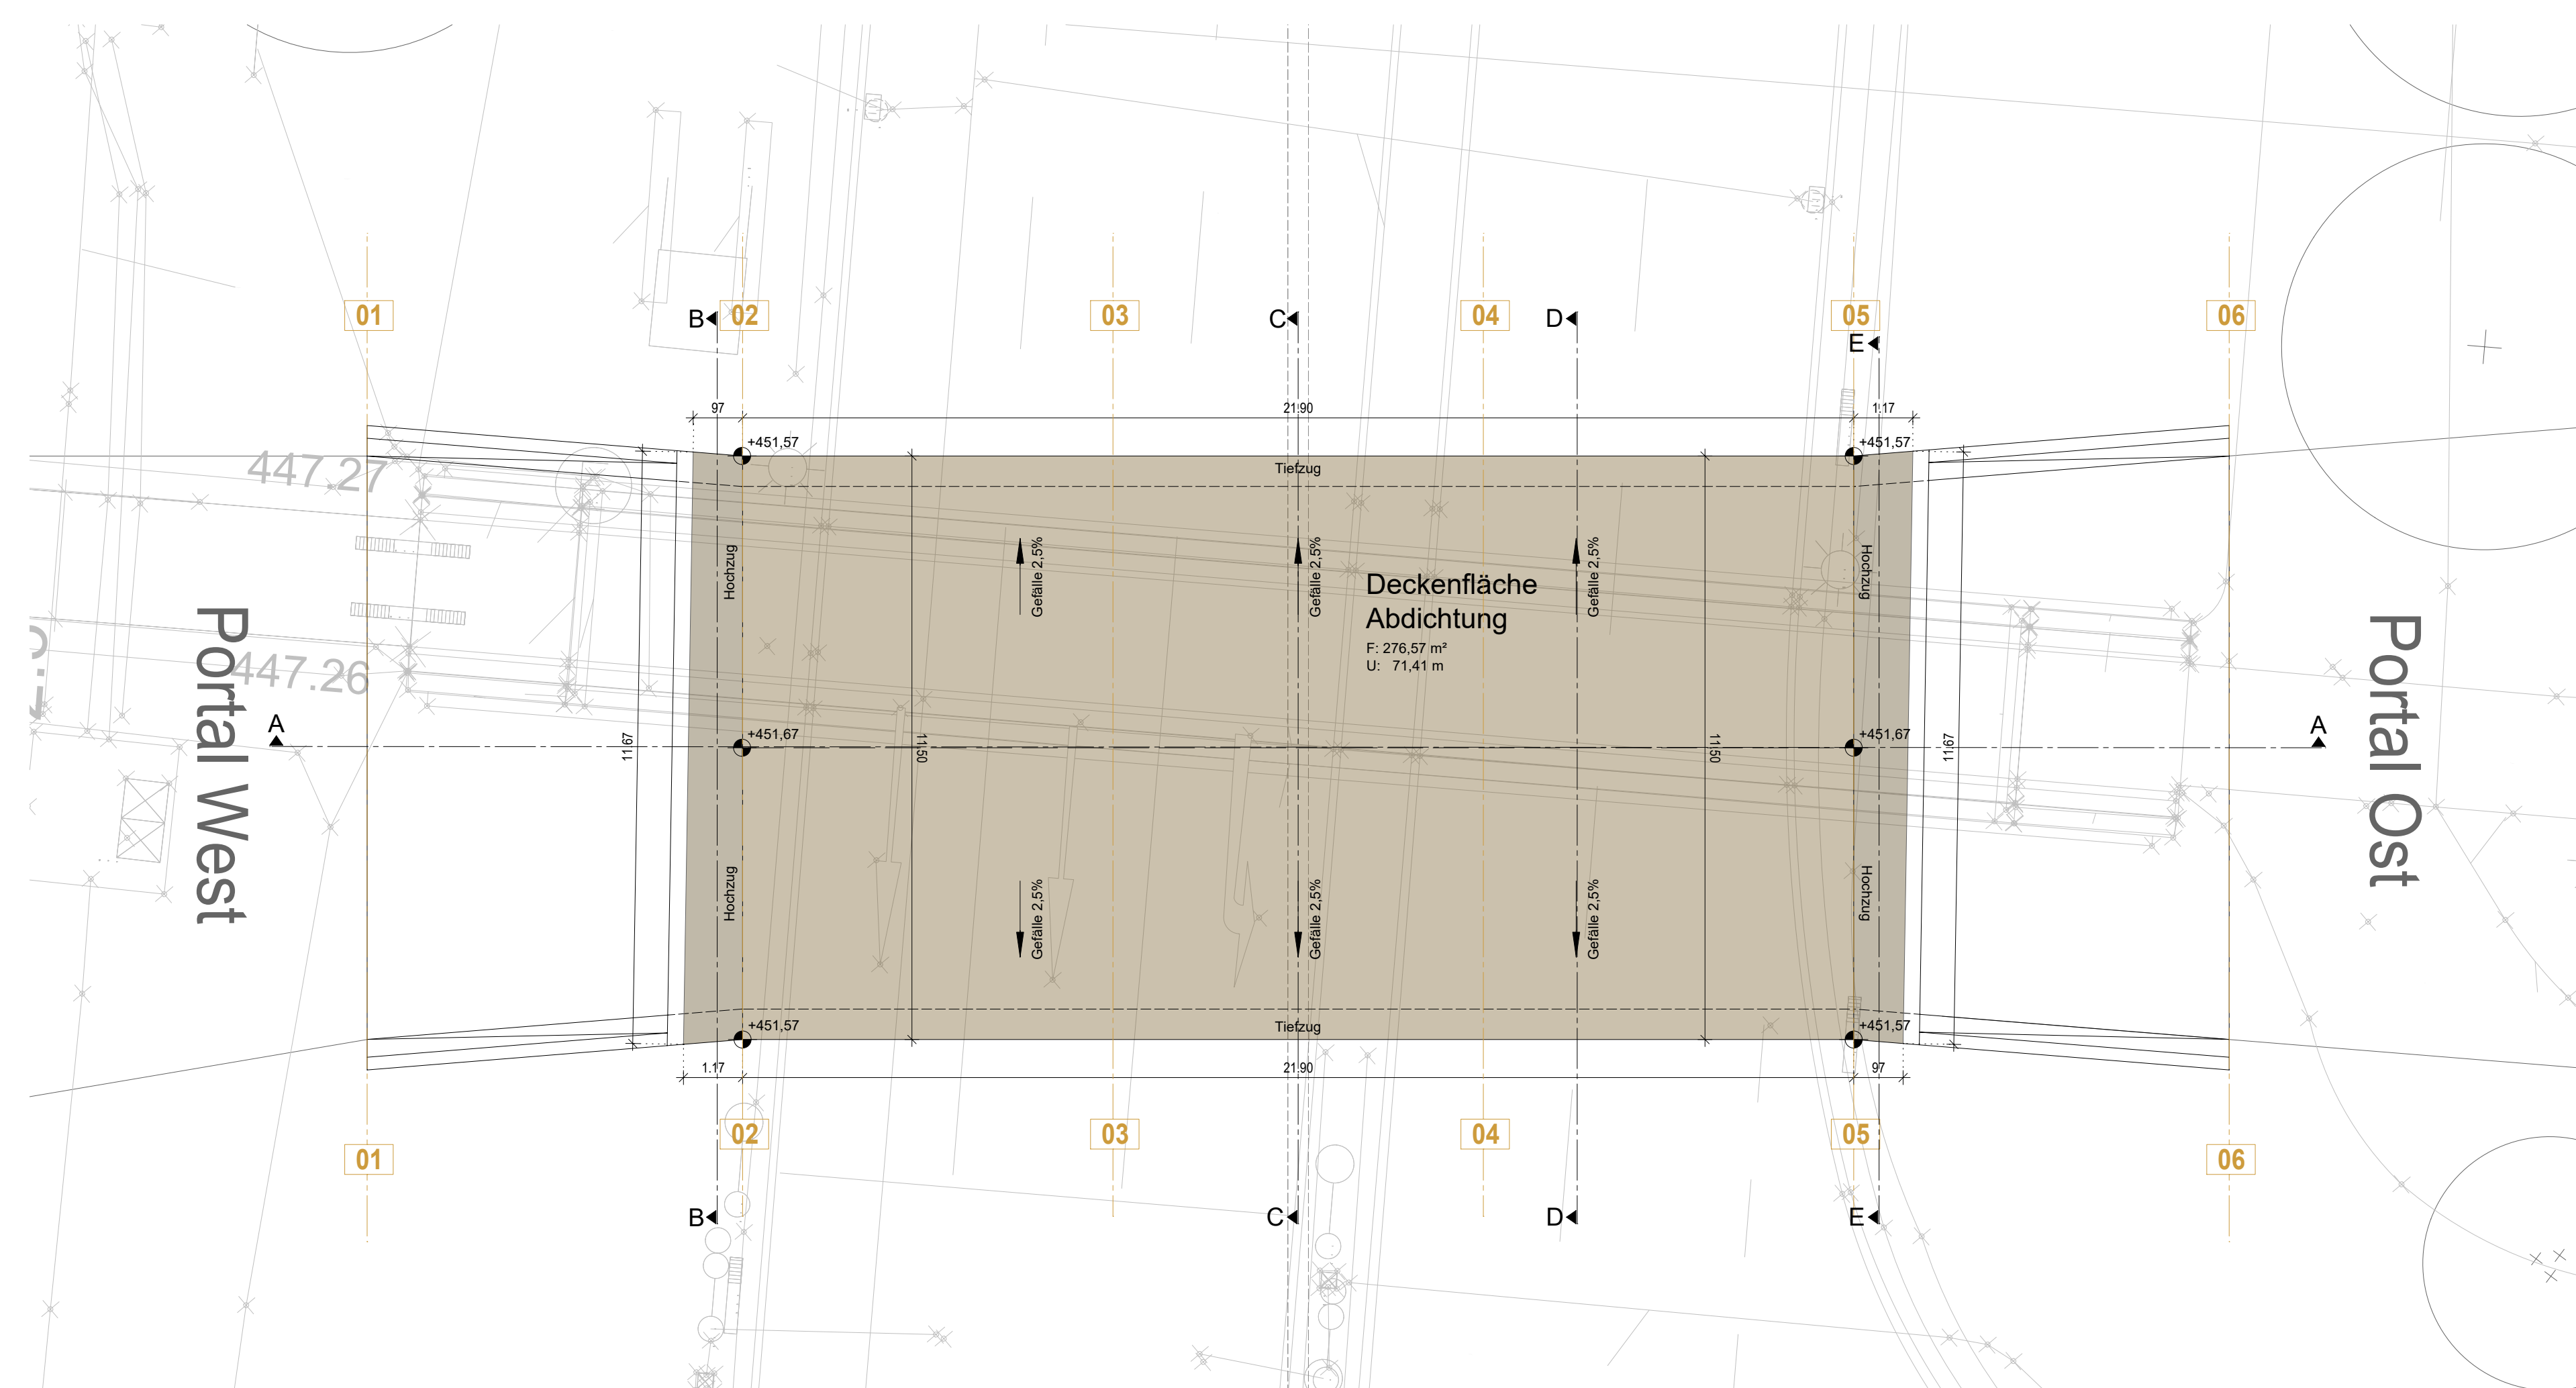 01
B
02
03
C
04
D
05
E
06
97
21.90
1.17
+451,57
+451,57
Tiefzug
447.27
Hochzug
Gefälle 2,5%
Gefälle 2,5%
Gefälle 2,5%
Hochzug
Deckenfläche
Abdichtung
F: 276,57 m²
U: 71,41 m
Portal West
447.26
Portal Ost
A
+451,67
+451,67
A
11.67
11.50
11.50
11.67
Hochzug
Gefälle 2,5%
Gefälle 2,5%
Gefälle 2,5%
Hochzug
+451,57
Tiefzug
+451,57
1.17
21.90
97
02
03
04
05
01
06
B
C
D
E